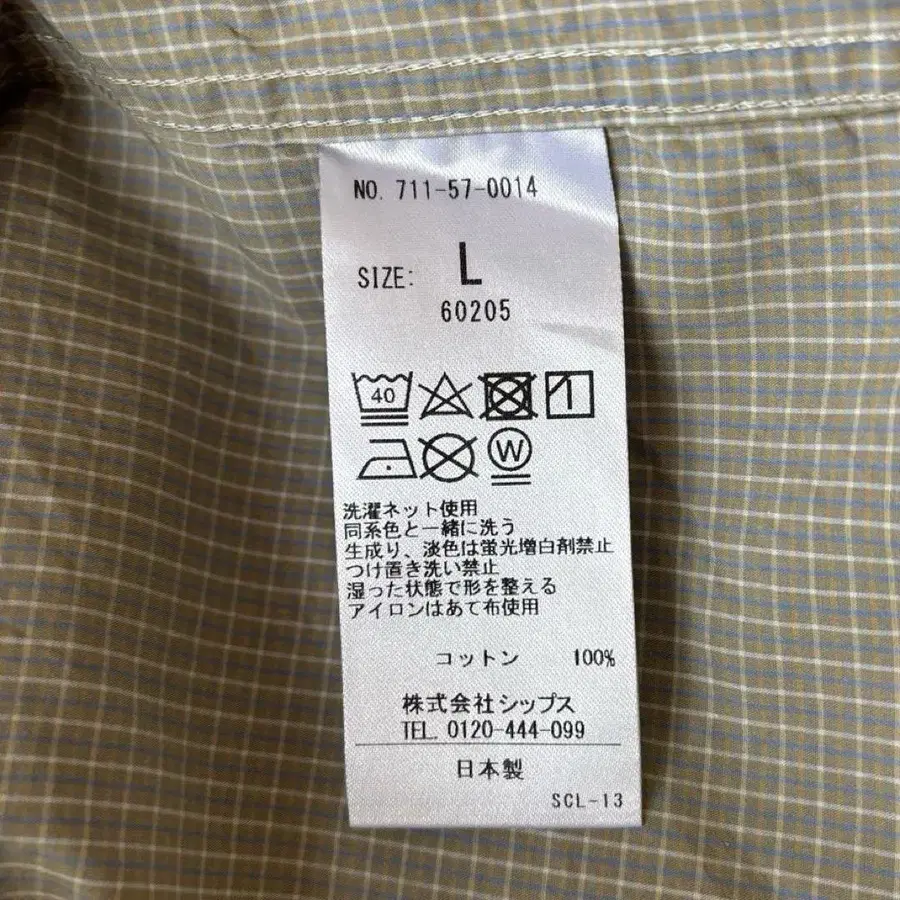 NO. 711-57-0014
SIZE: L
60205
40
W
洗濯ネット使用
同系色と一緒に洗う
生成り、淡色は蛍光増白剤禁止
つけ置き洗い禁止
湿った状態で形を整える
アイロンはあて布使用
コットン 100%
株式会社シップス
TEL. 0120-444-099
日本製
SCL-13